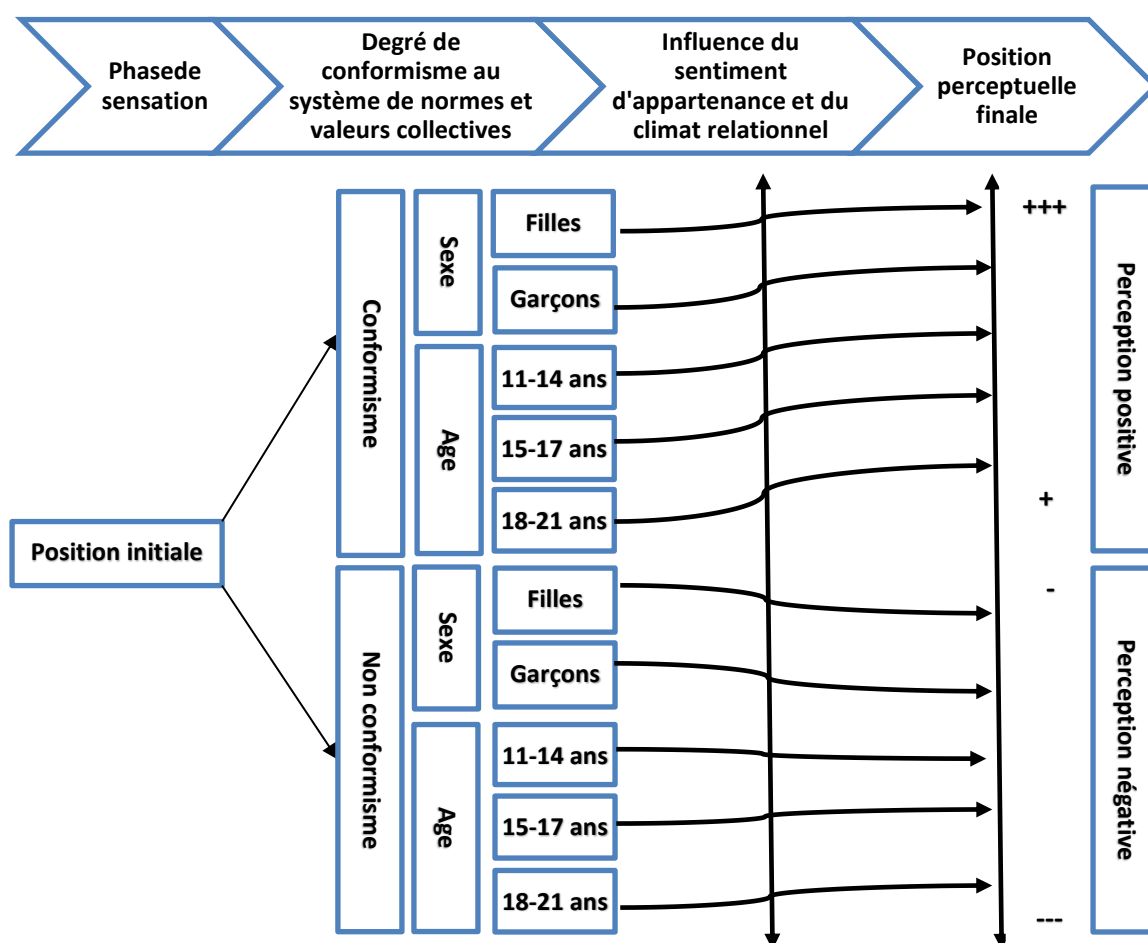 Phasede
sensation
Degré de
conformisme au
système de normes et
valeurs collectives
Influence du
sentiment
d'appartenance et du
climat relationnel
Position
perceptuelle
finale
Position initiale
Conformisme
Sexe
Filles
Garçons
Age
11-14 ans
15-17 ans
18-21 ans
Non conformisme
Sexe
Filles
Garçons
Age
11-14 ans
15-17 ans
18-21 ans
+++
+
Perception positive
-
---
Perception négative